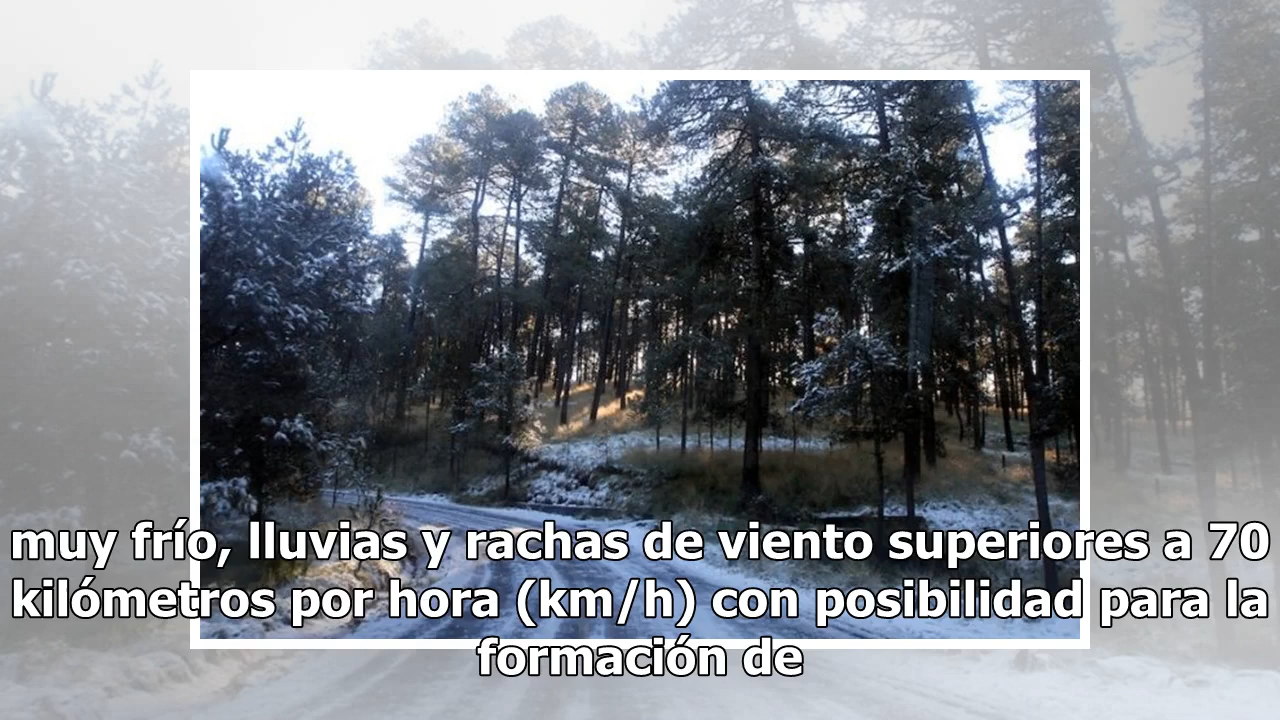 muy frío, lluvias y rachas de viento superiores a 70
kilómetros por hora (km/h) con posibilidad para la
formación de